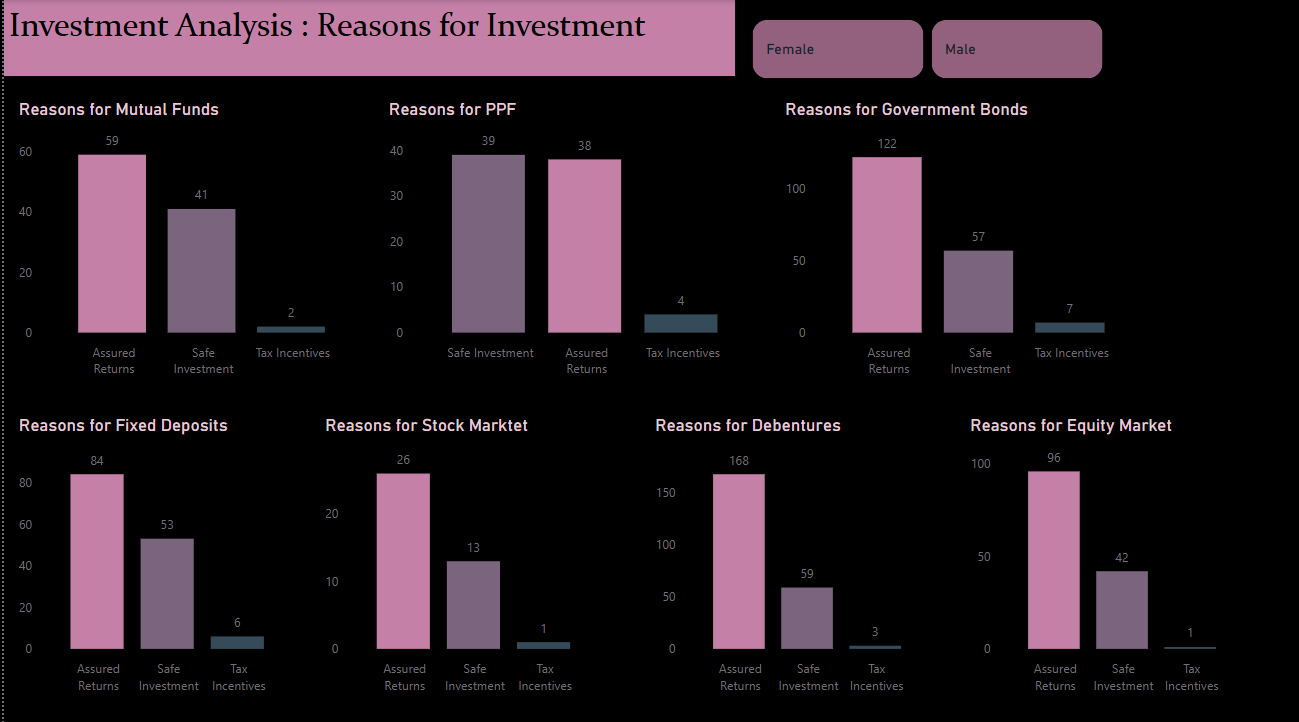 Investment Analysis : Reasons for Investment
Female
Male
Reasons for Mutual Funds
60
40
20
0
59
41
2
Assured
Returns
Safe
Investment
Tax Incentives
Reasons for PPF
40
30
20
10
0
39
38
4
Safe Investment
Assured
Returns
Tax Incentives
Reasons for Government Bonds
100
50
0
122
57
7
Assured
Returns
Safe
Investment
Tax Incentives
Reasons for Fixed Deposits
80
60
40
20
0
84
53
6
Assured
Returns
Safe
Investment
Tax
Incentives
Reasons for Stock Marktet
20
10
0
26
13
1
Assured
Returns
Safe
Investment
Tax
Incentives
Reasons for Debentures
150
100
50
0
168
59
3
Assured
Returns
Safe
Investment
Tax
Incentives
Reasons for Equity Market
100
50
0
96
42
1
Assured
Returns
Safe
Investment
Tax
Incentives